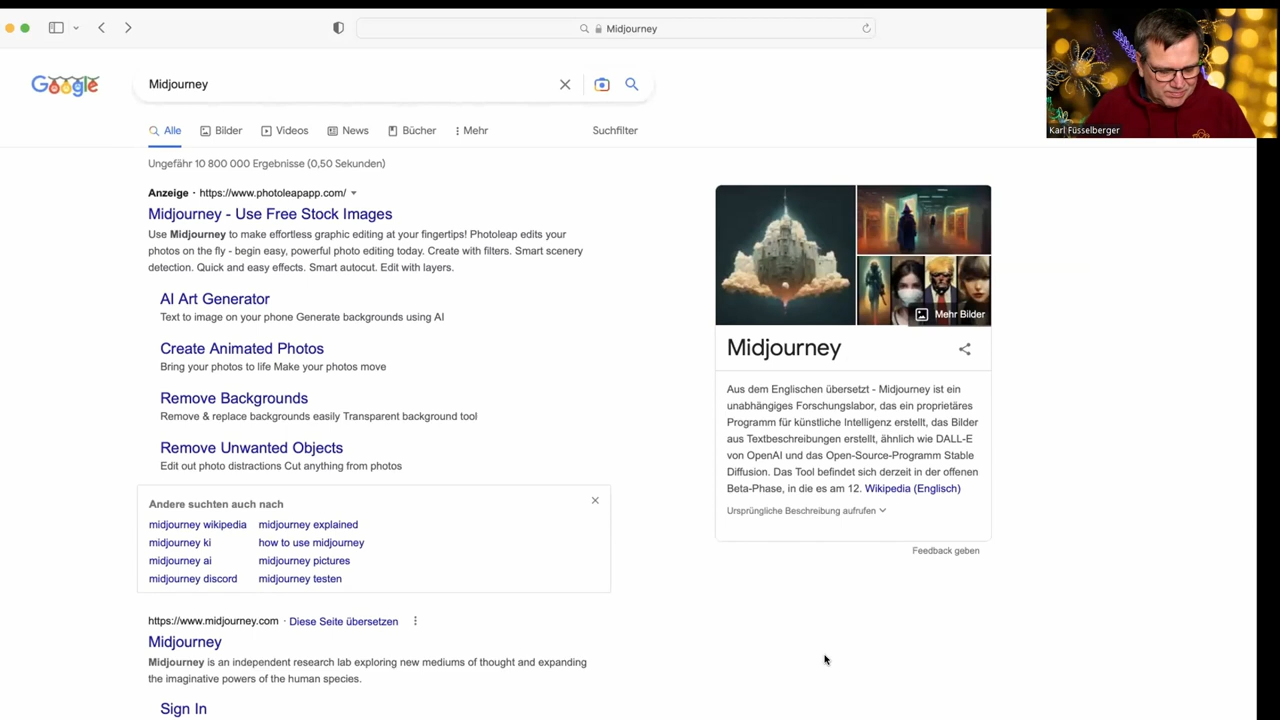 Midjourney
Karl Füsselberger
Google
Midjourney
Alle
Bilder
Videos
News
Bücher
Mehr
Suchfilter
Ungefähr 10 800 000 Ergebnisse (0,50 Sekunden)
Anzeige · https://www.photoleapapp.com/
Midjourney - Use Free Stock Images
Use Midjourney to make effortless graphic editing at your fingertips! Photoleap edits your
photos on the fly - begin easy, powerful photo editing today. Create with filters. Smart scenery
detection. Quick and easy effects. Smart autocut. Edit with layers.
AI Art Generator
Text to image on your phone Generate backgrounds using AI
Create Animated Photos
Bring your photos to life Make your photos move
Remove Backgrounds
Remove & replace backgrounds easily Transparent background tool
Remove Unwanted Objects
Edit out photo distractions Cut anything from photos
Andere suchten auch nach
midjourney wikipedia
midjourney explained
midjourney ki
how to use midjourney
midjourney ai
midjourney pictures
midjourney discord
midjourney testen
https://www.midjourney.com · Diese Seite übersetzen
Midjourney
Midjourney is an independent research lab exploring new mediums of thought and expanding
the imaginative powers of the human species.
Sign In
Mehr Bilder
Midjourney
Aus dem Englischen übersetzt - Midjourney ist ein
unabhängiges Forschungslabor, das ein proprietäres
Programm für künstliche Intelligenz erstellt, das Bilder
aus Textbeschreibungen erstellt, ähnlich wie DALL-E
von OpenAI und das Open-Source-Programm Stable
Diffusion. Das Tool befindet sich derzeit in der offenen
Beta-Phase, in die es am 12. Wikipedia (Englisch)
Ursprüngliche Beschreibung aufrufen
Feedback geben